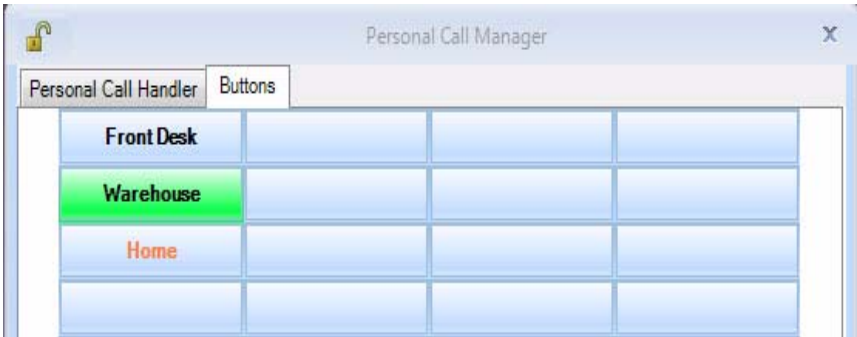 Personal Call Manager
Personal Call Handler
Buttons
Front Desk
Warehouse
Home